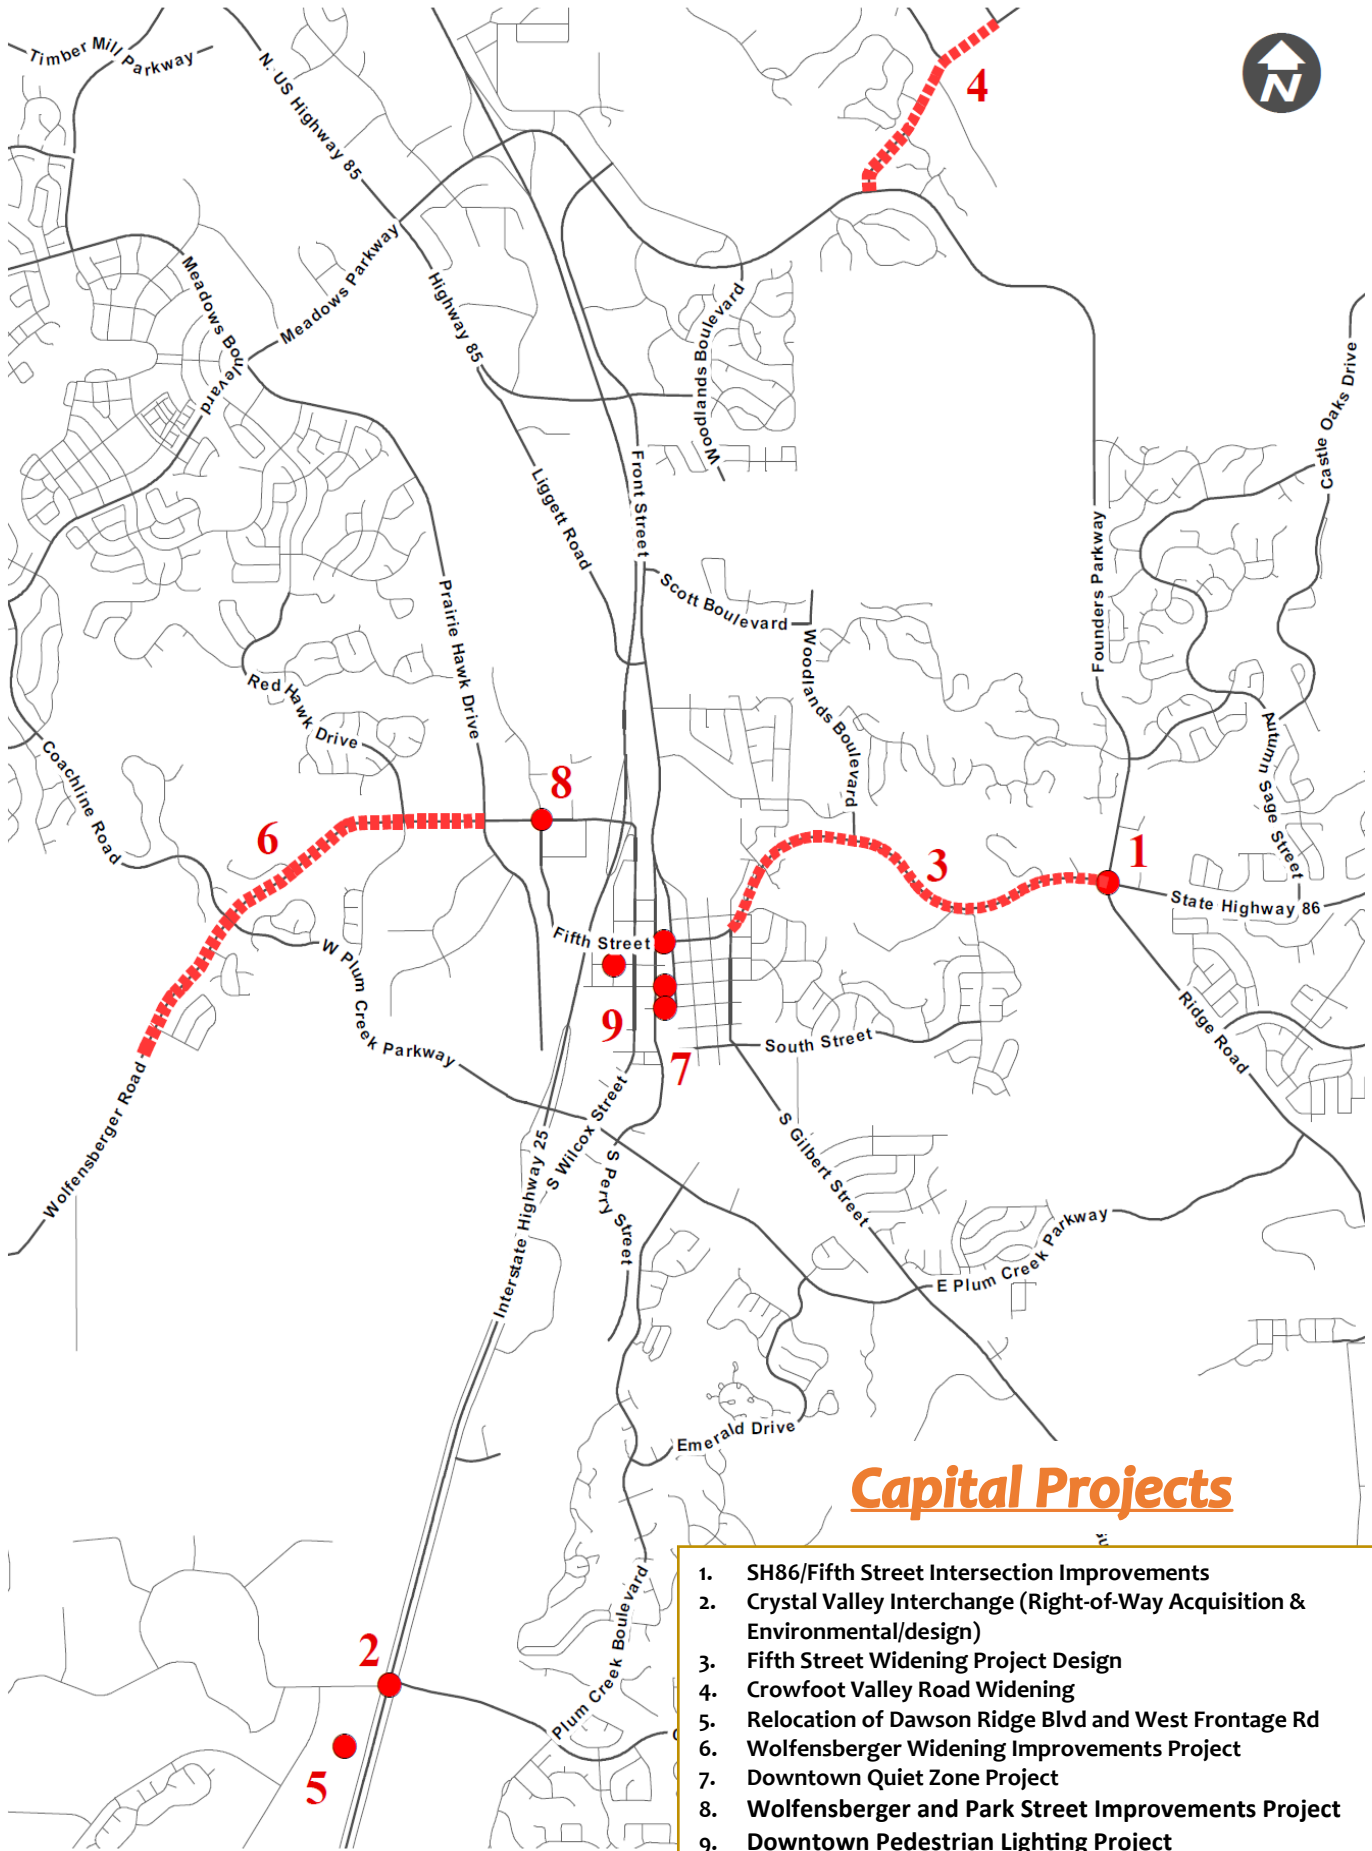 Timber Mill Parkway
N. US Highway 85
4
N
Meadows Boulevard
Meadows Parkway
Highway 85
Woodlands Boulevard
Castle Oaks Drive
Front Street
Liggett Road
Founders Parkway
Prairie Hawk Drive
Scott Boulevard
Woodlands Boulevard
Red Hawk Drive
Autumn Sage Street
Coachline Road
8
6
3
1
State Highway 86
Fifth Street
W Plum Creek Parkway
9
7
South Street
Ridge Road
Wolfensberger Road
S Wilcox Street
S Gilbert Street
Interstate Highway 25
S Perry Street
E Plum Creek Parkway
Emerald Drive
Plum Creek Boulevard
2
5
Capital Projects
1. SH86/Fifth Street Intersection Improvements
2. Crystal Valley Interchange (Right-of-Way Acquisition &
Environmental/design)
3. Fifth Street Widening Project Design
4. Crowfoot Valley Road Widening
5. Relocation of Dawson Ridge Blvd and West Frontage Rd
6. Wolfensberger Widening Improvements Project
7. Downtown Quiet Zone Project
8. Wolfensberger and Park Street Improvements Project
9. Downtown Pedestrian Lighting Project